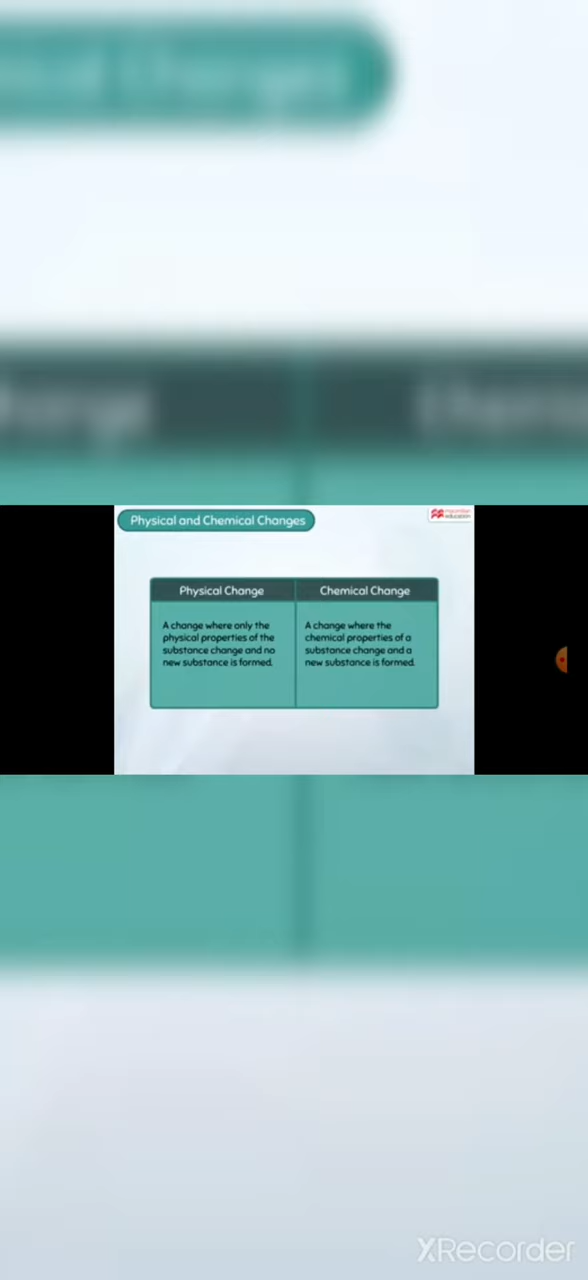 Physical and Chemical Changes
macmillan
education
Physical Change
Chemical Change
A change where only the
physical properties of the
substance change and no
new substance is formed.
A change where the
chemical properties of a
substance change and a
new substance is formed.
XRecorder